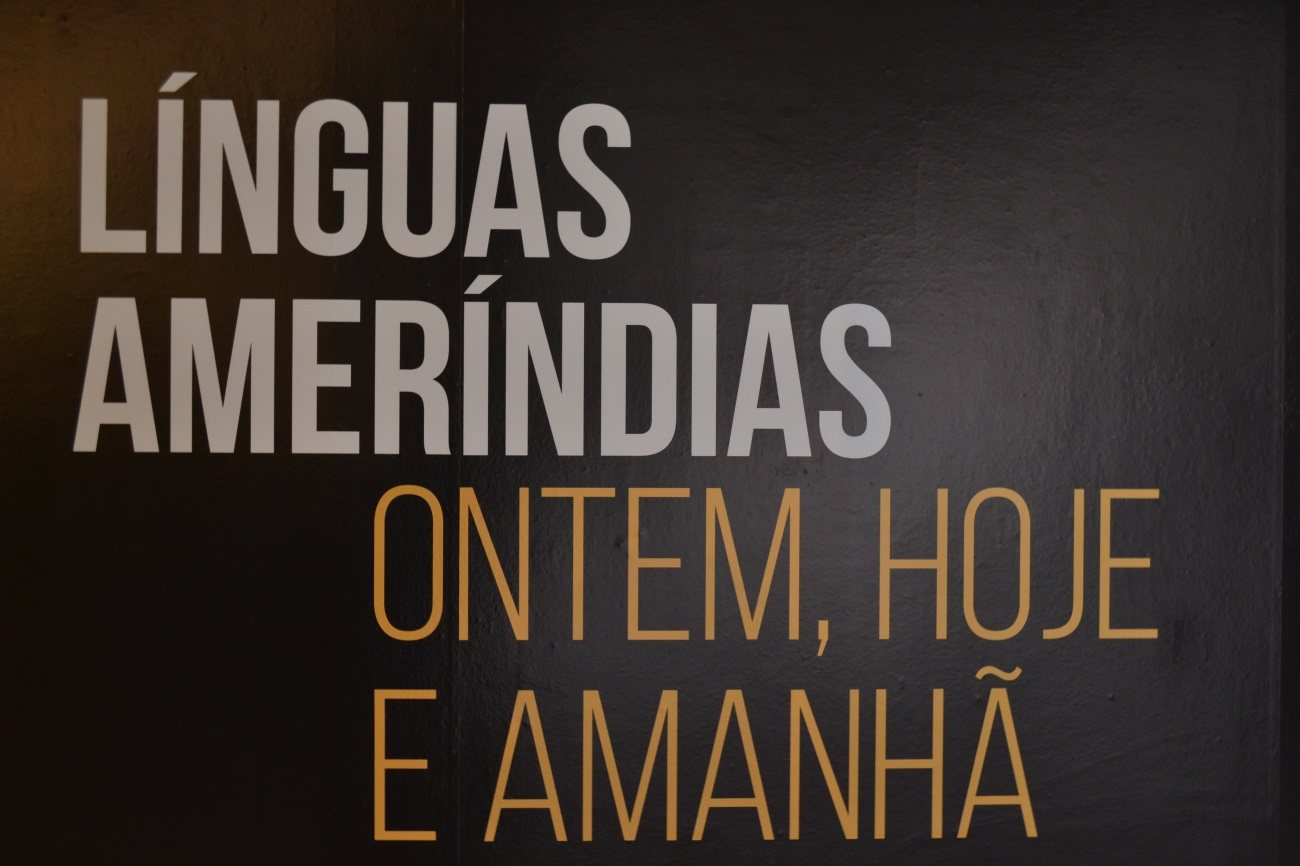 LÍNGUAS
AMERÍNDIAS
ONTEM, HOJE
E AMANHÃ